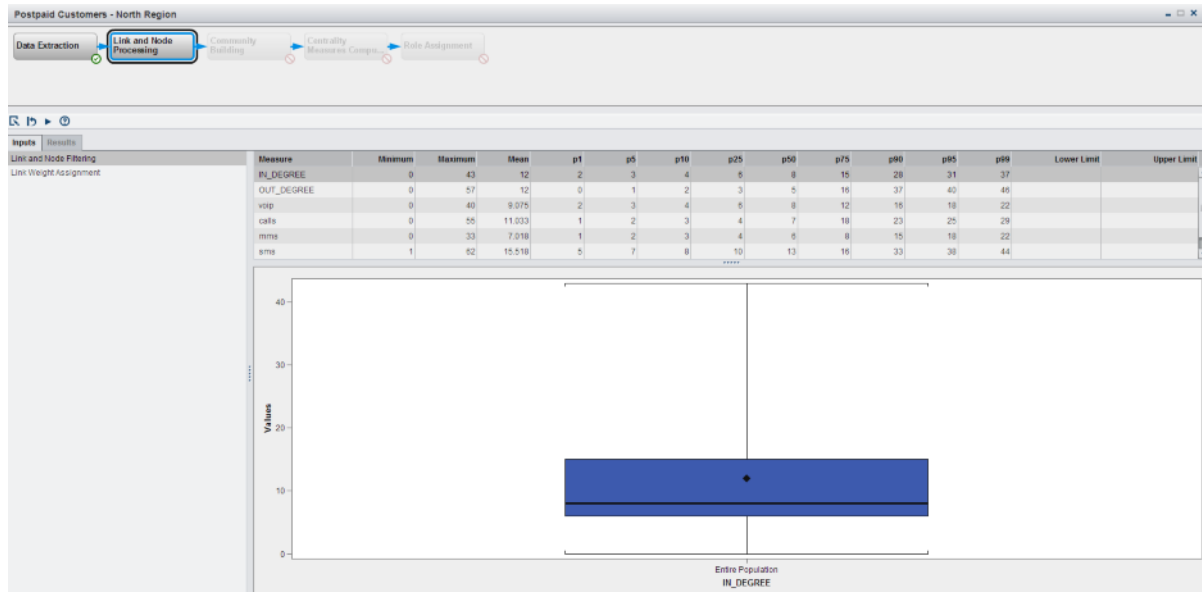 Postpaid Customers - North Region
Data Extraction
Link and Node
Processing
Community
Building
Centrality
Measures Compu...
Role Assignment
Inputs Results
Link and Node Filtering
Link Weight Assignment
Measure Minimum Maximum Mean p1 p5 p10 p25 p50 p75 p90 p95 p99 Lower Limit Upper Limit
IN_DEGREE 0 43 12 2 3 4 6 8 15 28 31 37
OUT_DEGREE 0 57 12 0 1 2 3 5 16 37 40 46
voip 0 40 9.075 2 3 4 6 8 12 16 18 22
calls 0 55 11.033 1 2 3 4 7 18 23 25 29
mms 0 33 7.018 1 2 3 4 6 8 15 18 22
sms 1 62 15.518 5 7 8 10 13 16 33 38 44
40
30
Values
20
10
0
Entire Population
IN_DEGREE